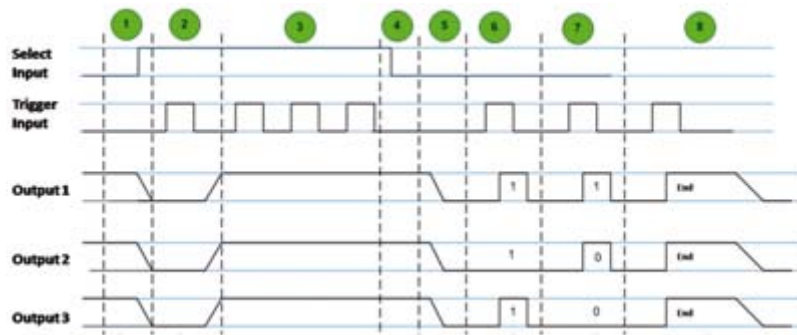 1 2 3 4 5 6 7 8
Select
Input
Trigger
Input
Output 1 1 1 End
Output 2 1 0 End
Output 3 1 0 End